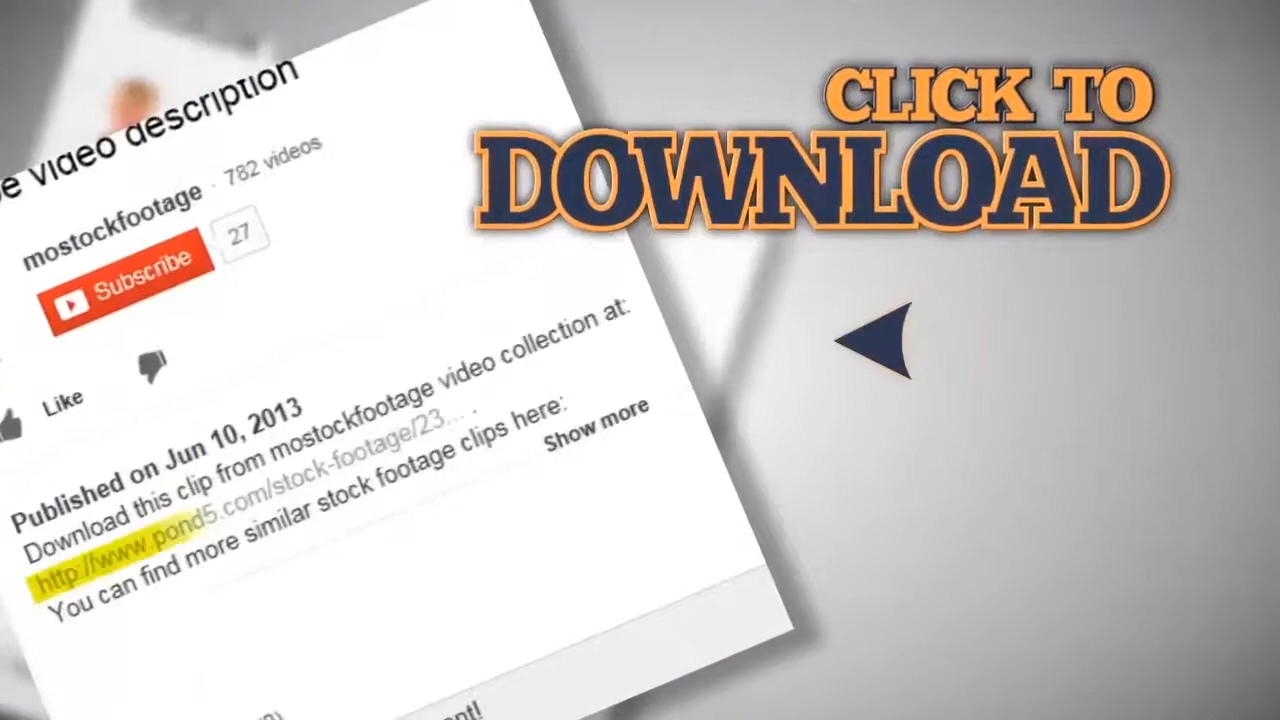 video description
mostockfootage · 782 videos
Subscribe 27
Like
Published on Jun 10, 2013
Download this clip from mostockfootage video collection at:
http://www.pond5.com/stock-footage/23... .
You can find more similar stock footage clips here:
Show more
CLICK TO
DOWNLOAD